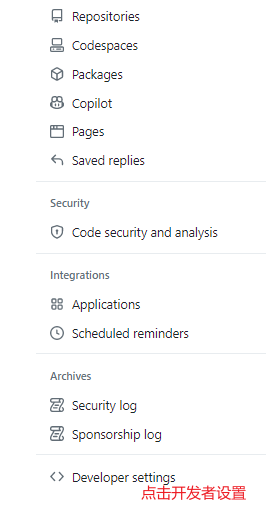 Repositories
Codespaces
Packages
Copilot
Pages
Saved replies
Security
Code security and analysis
Integrations
Applications
Scheduled reminders
Archives
Security log
Sponsorship log
Developer settings
点击开发者设置